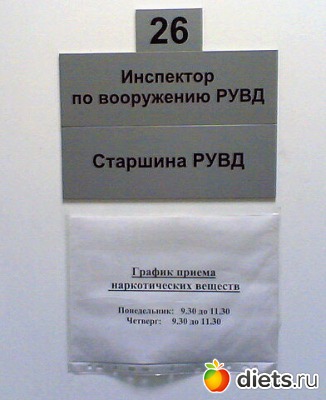 26
Инспектор
по вооружению РУВД
Старшина РУВД
График приема
наркотических веществ
Понедельник: 9.30 до 11.30
Четверг: 9.30 до 11.30
diets.ru